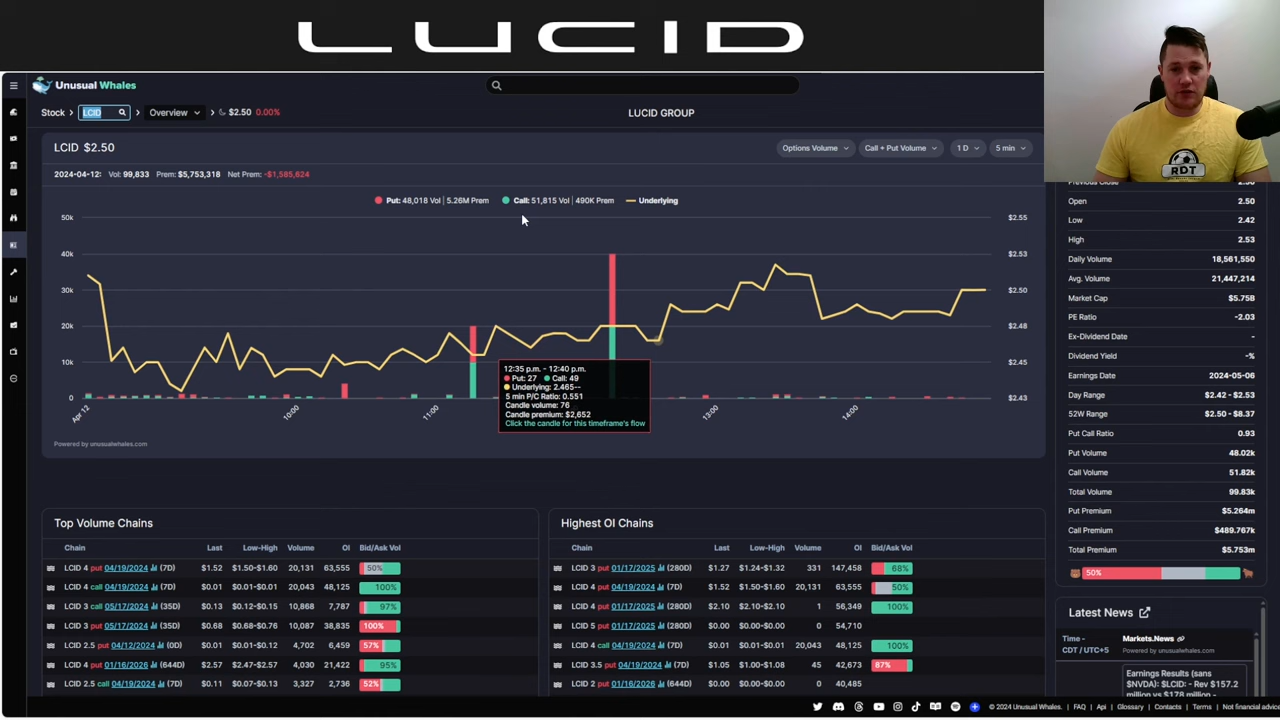 LUCID
Unusual Whales
Stock > LCID > Overview > $2.50 0.00%
LUCID GROUP
LCID $2.50
Options Volume Call + Put Volume 1 D 5 min
2024-04-12: Vol: 99,833 Prem: $5,753,318 Net Prem: -$1,585,624
Put: 48,018 Vol | 5.26M Prem Call: 51,815 Vol | 490K Prem Underlying
50k $2.55
40k $2.53
30k $2.50
20k $2.48
10k $2.45
0 $2.43
Apr 12 10:00 11:00 13:00 14:00
12:35 p.m. - 12:40 p.m.
Put: 27 Call: 49
Underlying: 2.465--
5 min P/C Ratio: 0.551
Candle volume: 76
Candle premium: $2,652
Click the candle for this timeframe's flow
Powered by unusualwhales.com
Top Volume Chains
Chain Last Low-High Volume OI Bid/Ask Vol
LCID 4 put 04/19/2024 (7D) $1.52 $1.50-$1.60 20,131 63,555 50%
LCID 4 call 04/19/2024 (7D) $0.01 $0.01-$0.01 20,043 48,125 100%
LCID 3 call 05/17/2024 (35D) $0.13 $0.12-$0.15 10,868 7,787 97%
LCID 3 put 05/17/2024 (35D) $0.68 $0.68-$0.76 10,087 38,835 100%
LCID 2.5 put 04/12/2024 (0D) $0.01 $0.01-$0.12 4,702 6,459 57%
LCID 4 put 01/16/2026 (644D) $2.57 $2.47-$2.57 4,030 21,422 95%
LCID 2.5 call 04/19/2024 (7D) $0.11 $0.07-$0.13 3,327 2,736 52%
Highest OI Chains
Chain Last Low-High Volume OI Bid/Ask Vol
LCID 3 put 01/17/2025 (280D) $1.27 $1.24-$1.32 331 147,458 68%
LCID 4 put 04/19/2024 (7D) $1.52 $1.50-$1.60 20,131 63,555 50%
LCID 4 put 01/17/2025 (280D) $2.10 $2.10-$2.10 1 56,349 100%
LCID 5 put 01/17/2025 (280D) $0.00 $0.00-$0.00 0 54,710
LCID 4 call 04/19/2024 (7D) $0.01 $0.01-$0.01 20,043 48,125 100%
LCID 3.5 put 04/19/2024 (7D) $1.05 $1.00-$1.08 45 42,673 87%
LCID 2 put 01/16/2026 (644D) $0.00 $0.00-$0.00 0 40,485
RDT
Open 2.50
Low 2.42
High 2.53
Daily Volume 18,561,550
Avg. Volume 21,447,214
Market Cap $5.75B
PE Ratio -2.03
Ex-Dividend Date -
Dividend Yield -%
Earnings Date 2024-05-06
Day Range $2.42 - $2.53
52W Range $2.50 - $8.37
Put Call Ratio 0.93
Put Volume 48.02k
Call Volume 51.82k
Total Volume 99.83k
Put Premium $5.264m
Call Premium $489.767k
Total Premium $5.753m
50%
Latest News
Time - CDT / UTC+5
Markets.News
Powered by unusualwhales.com
Earnings Results (sans
$NVDA): $LCID: - Rev $157.2
million vs $178 million -
© 2024 Unusual Whales. | FAQ | Api | Glossary | Contacts | Terms | Not financial advice